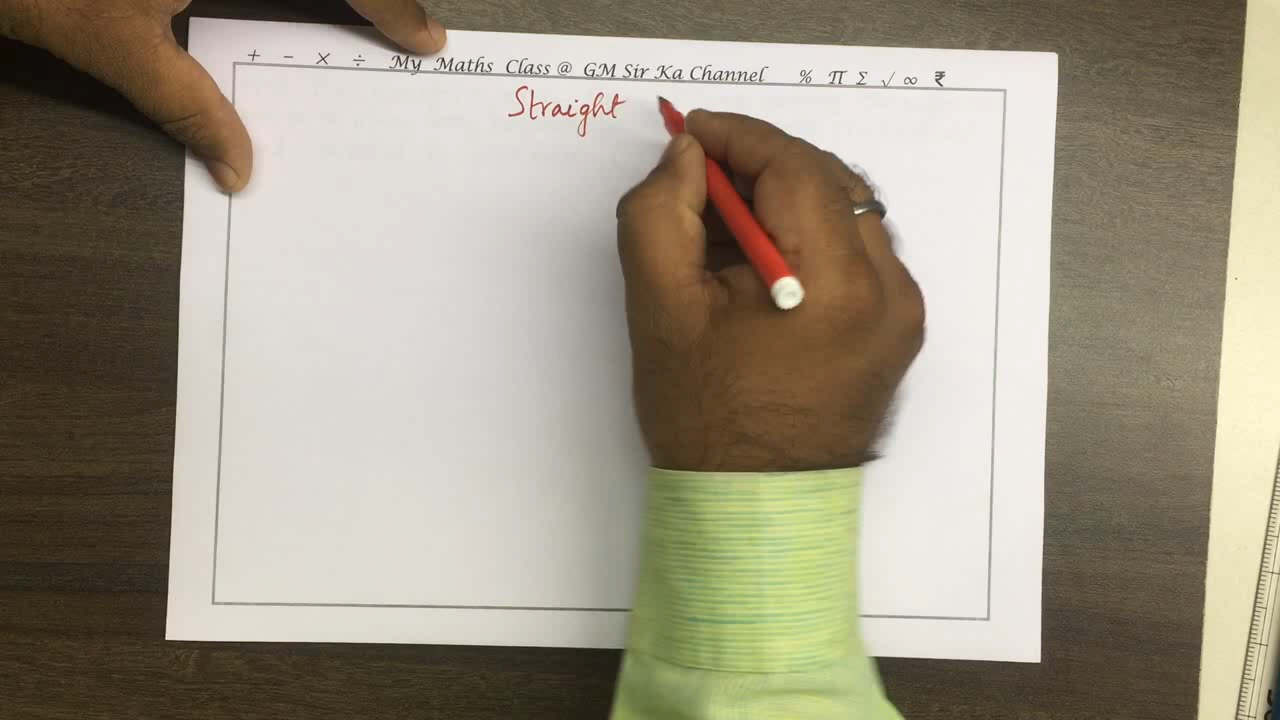 + - × ÷ My Maths Class @ GM Sir Ka Channel % Π Σ √ ∞ ₹
Straight